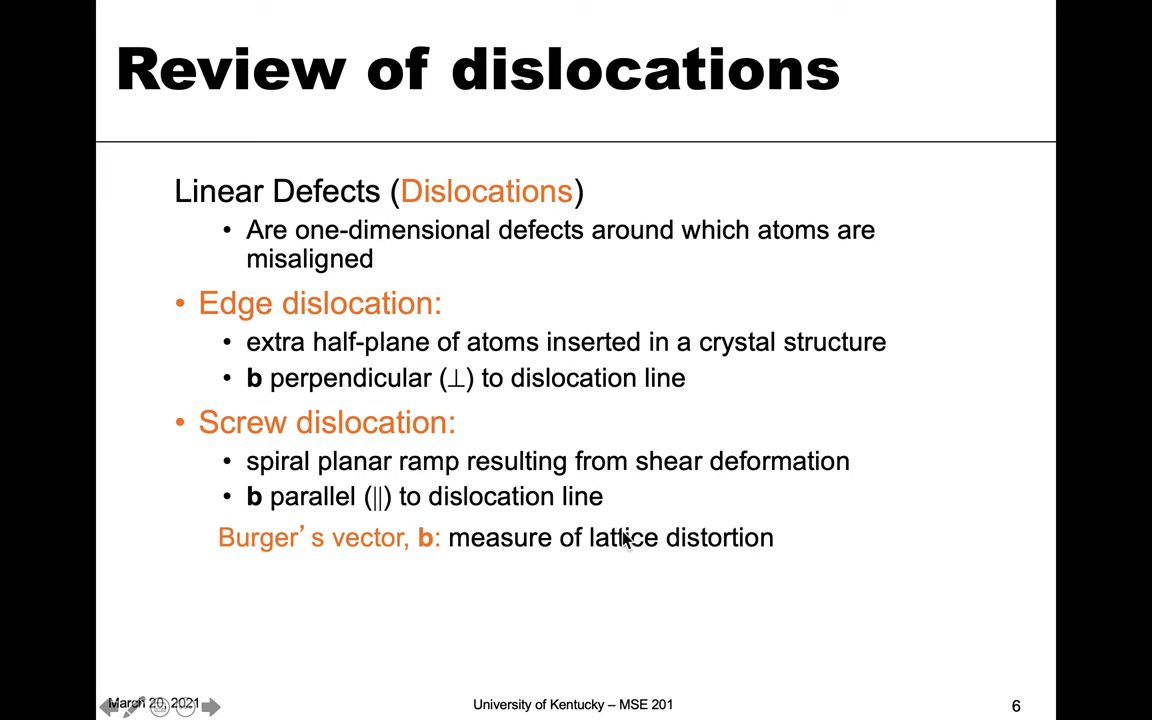 Review of dislocations
Linear Defects (Dislocations)
• Are one-dimensional defects around which atoms are
misaligned
• Edge dislocation:
• extra half-plane of atoms inserted in a crystal structure
• b perpendicular (⊥) to dislocation line
• Screw dislocation:
• spiral planar ramp resulting from shear deformation
• b parallel (||) to dislocation line
Burger’s vector, b: measure of lattice distortion
March 20, 2021
University of Kentucky – MSE 201
6